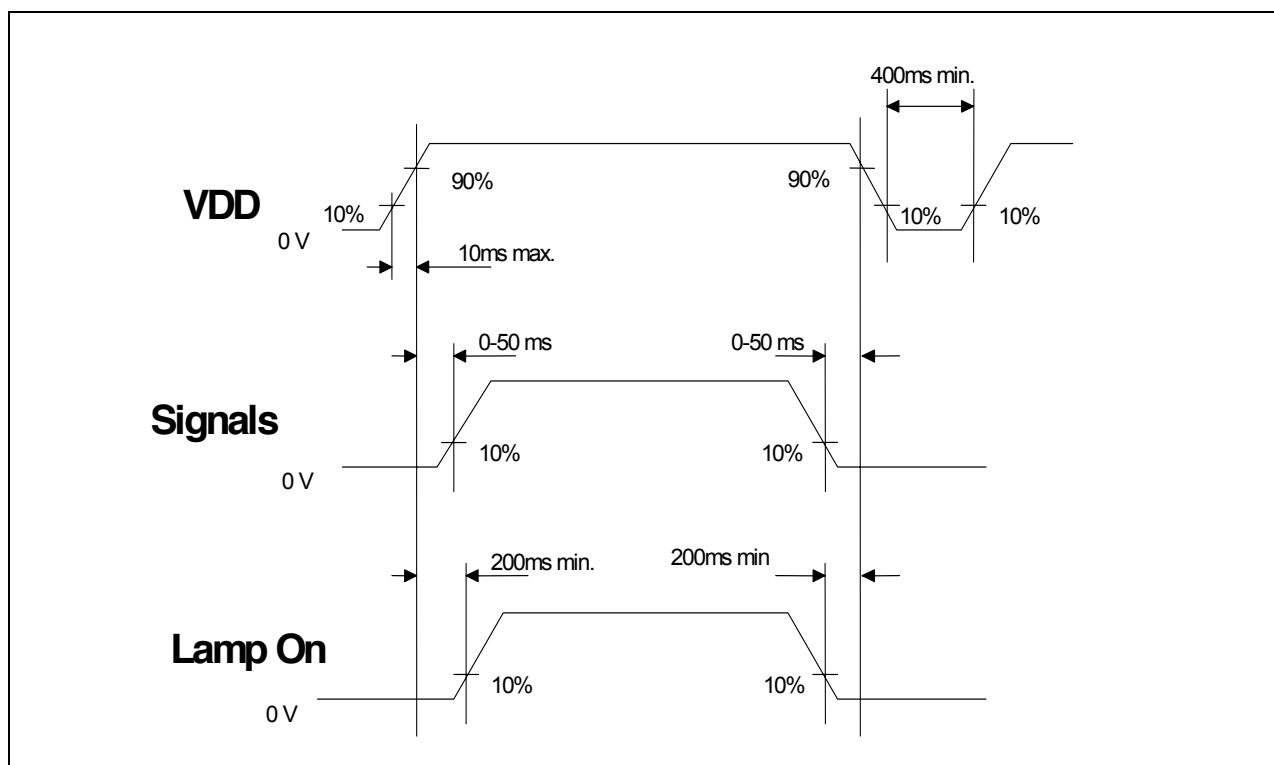 400ms min.
VDD
90%
90%
10%
10%
10%
0 V
10ms max.
0-50 ms
0-50 ms
Signals
10%
10%
0 V
200ms min.
200ms min
Lamp On
10%
10%
0 V